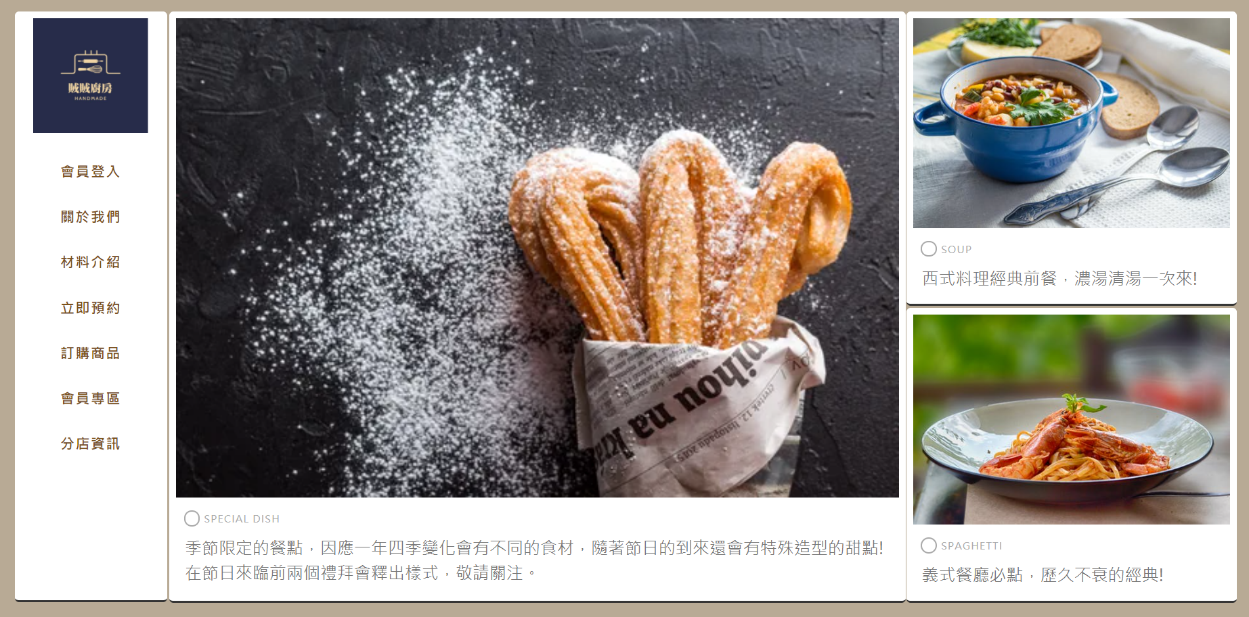 賊賊廚房
HANDMADE
會員登入
關於我們
材料介紹
立即預約
訂購商品
會員專區
分店資訊
pihou na
12. listopadu 2005
SPECIAL DISH
季節限定的餐點，因應一年四季變化會有不同的食材，隨著節日的到來還會有特殊造型的甜點!
在節日來臨前兩個禮拜會釋出樣式，敬請關注。
SOUP
西式料理經典前餐，濃湯清湯一次來!
SPAGHETTI
義式餐廳必點，歷久不衰的經典!